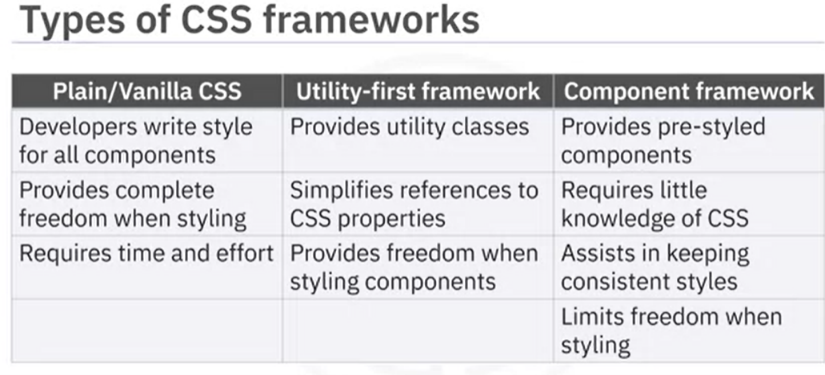 Types of CSS frameworks
Plain/Vanilla CSS
Utility-first framework
Component framework
Developers write style
for all components
Provides utility classes
Provides pre-styled
components
Provides complete
freedom when styling
Simplifies references to
CSS properties
Requires little
knowledge of CSS
Requires time and effort
Provides freedom when
styling components
Assists in keeping
consistent styles
Limits freedom when
styling